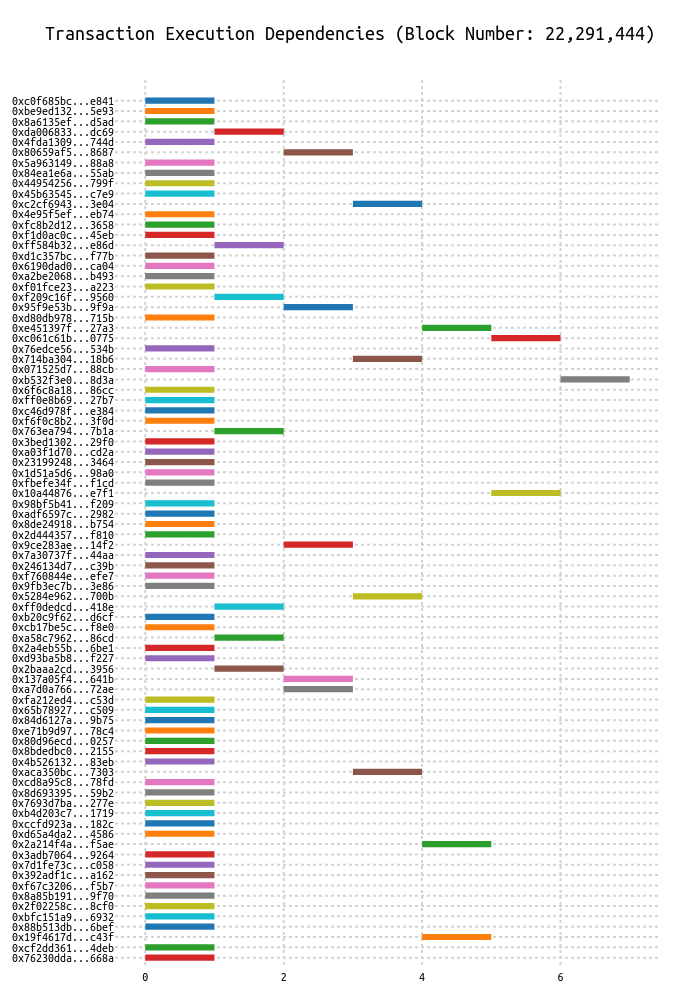 Transaction Execution Dependencies (Block Number: 22,291,444)
0xc0f685bc...e841
0xbe9ed132...5e93
0x8a6135ef...d5ad
0xda006833...dc69
0x4fda1309...744d
0x80659af5...8687
0x5a963149...88a8
0x84ea1e6a...55ab
0x44954256...799f
0x45b63545...c7e9
0xc2cf6943...3e04
0x4e95f5ef...eb74
0xfc8b2d12...3658
0xf1d0ac0c...45eb
0xff584b32...e86d
0xd1c357bc...f77b
0x6190dad0...ca04
0xa2be2068...b493
0xf01fce23...a223
0xf209c16f...9560
0x95f9e53b...9f9a
0xd80db978...715b
0xe451397f...27a3
0xc061c61b...0775
0x76edce56...534b
0x714ba304...18b6
0x071525d7...88cb
0xb532f3e0...8d3a
0x6f6c8a18...86cc
0xff0e8b69...27b7
0xc46d978f...e384
0xf6f0c8b2...3f0d
0x763ea794...7b1a
0x3bed1302...29f0
0xa03f1d70...cd2a
0x23199248...3464
0x1d51a5d6...98a0
0xfbefe34f...f1cd
0x10a44876...e7f1
0x98bf5b41...f209
0xadf6597c...2982
0x8de24918...b754
0x2d444357...f810
0x9ce283ae...14f2
0x7a30737f...44aa
0x246134d7...c39b
0xf760844e...efe7
0x9fb3ec7b...3e86
0x5284e962...700b
0xff0dedcd...418e
0xb20c9f62...d6cf
0xcb17be5c...f8e0
0xa58c7962...86cd
0x2a4eb55b...6be1
0xd93ba5b8...f227
0x2baaa2cd...3956
0x137a05f4...641b
0xa7d0a766...72ae
0xfa212ed4...c53d
0x65b78927...c509
0x84d6127a...9b75
0xe71b9d97...78c4
0x80d96ecd...0257
0x8bdedbc0...2155
0x4b526132...83eb
0xaca350bc...7303
0xcd8a95c8...78fd
0x8d693395...59b2
0x7693d7ba...277e
0xb4d203c7...1719
0xccfd923a...182c
0xd65a4da2...4586
0x2a214f4a...f5ae
0x3adb7064...9264
0x7d1fe73c...c058
0x392adf1c...a162
0xf67c3206...f5b7
0x8a85b191...9f70
0x2f02258c...8cf0
0xbfc151a9...6932
0x88b513db...6bef
0x19f4617d...c43f
0xcf2dd361...4deb
0x76230dda...668a
0 2 4 6